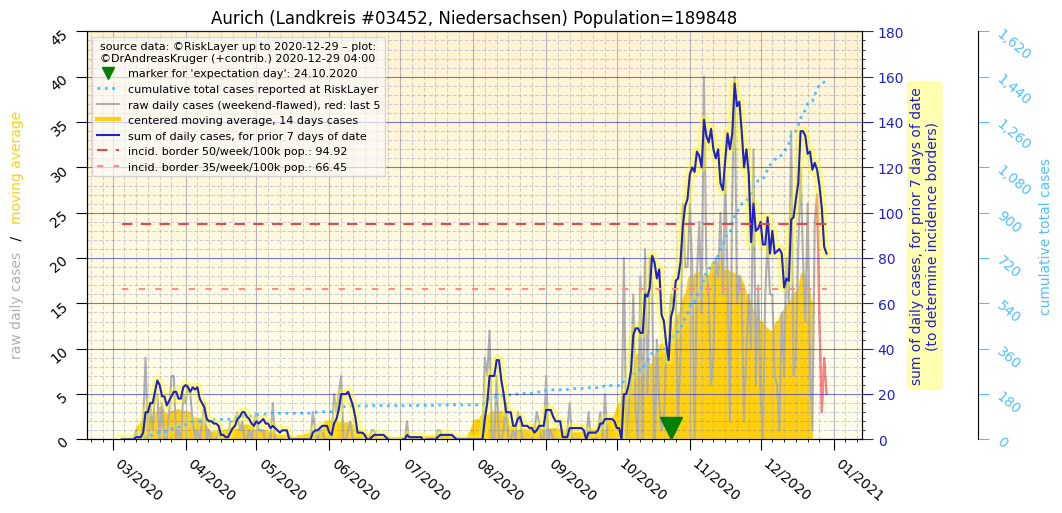 Aurich (Landkreis #03452, Niedersachsen) Population=189848
source data: ©RiskLayer up to 2020-12-29 – plot:
©DrAndreasKruger (+contrib.) 2020-12-29 04:00
marker for 'expectation day': 24.10.2020
cumulative total cases reported at RiskLayer
raw daily cases (weekend-flawed), red: last 5
centered moving average, 14 days cases
sum of daily cases, for prior 7 days of date
incid. border 50/week/100k pop.: 94.92
incid. border 35/week/100k pop.: 66.45
raw daily cases / moving average
45
40
35
30
25
20
15
10
5
0
03/2020
04/2020
05/2020
06/2020
07/2020
08/2020
09/2020
10/2020
11/2020
12/2020
01/2021
180
160
140
120
100
80
60
40
20
0
sum of daily cases, for prior 7 days of date
(to determine incidence borders)
1,620
1,440
1,260
1,080
900
720
540
360
180
0
cumulative total cases